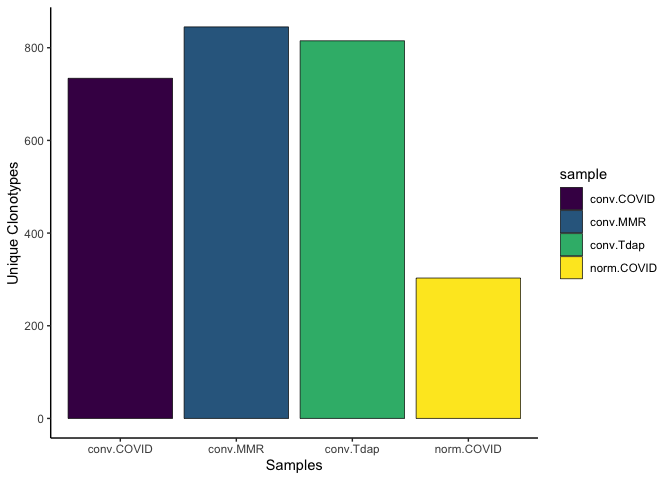 800
600
400
200
0
Unique Clonotypes
conv.COVID conv.MMR conv.Tdap norm.COVID
Samples
sample
conv.COVID
conv.MMR
conv.Tdap
norm.COVID